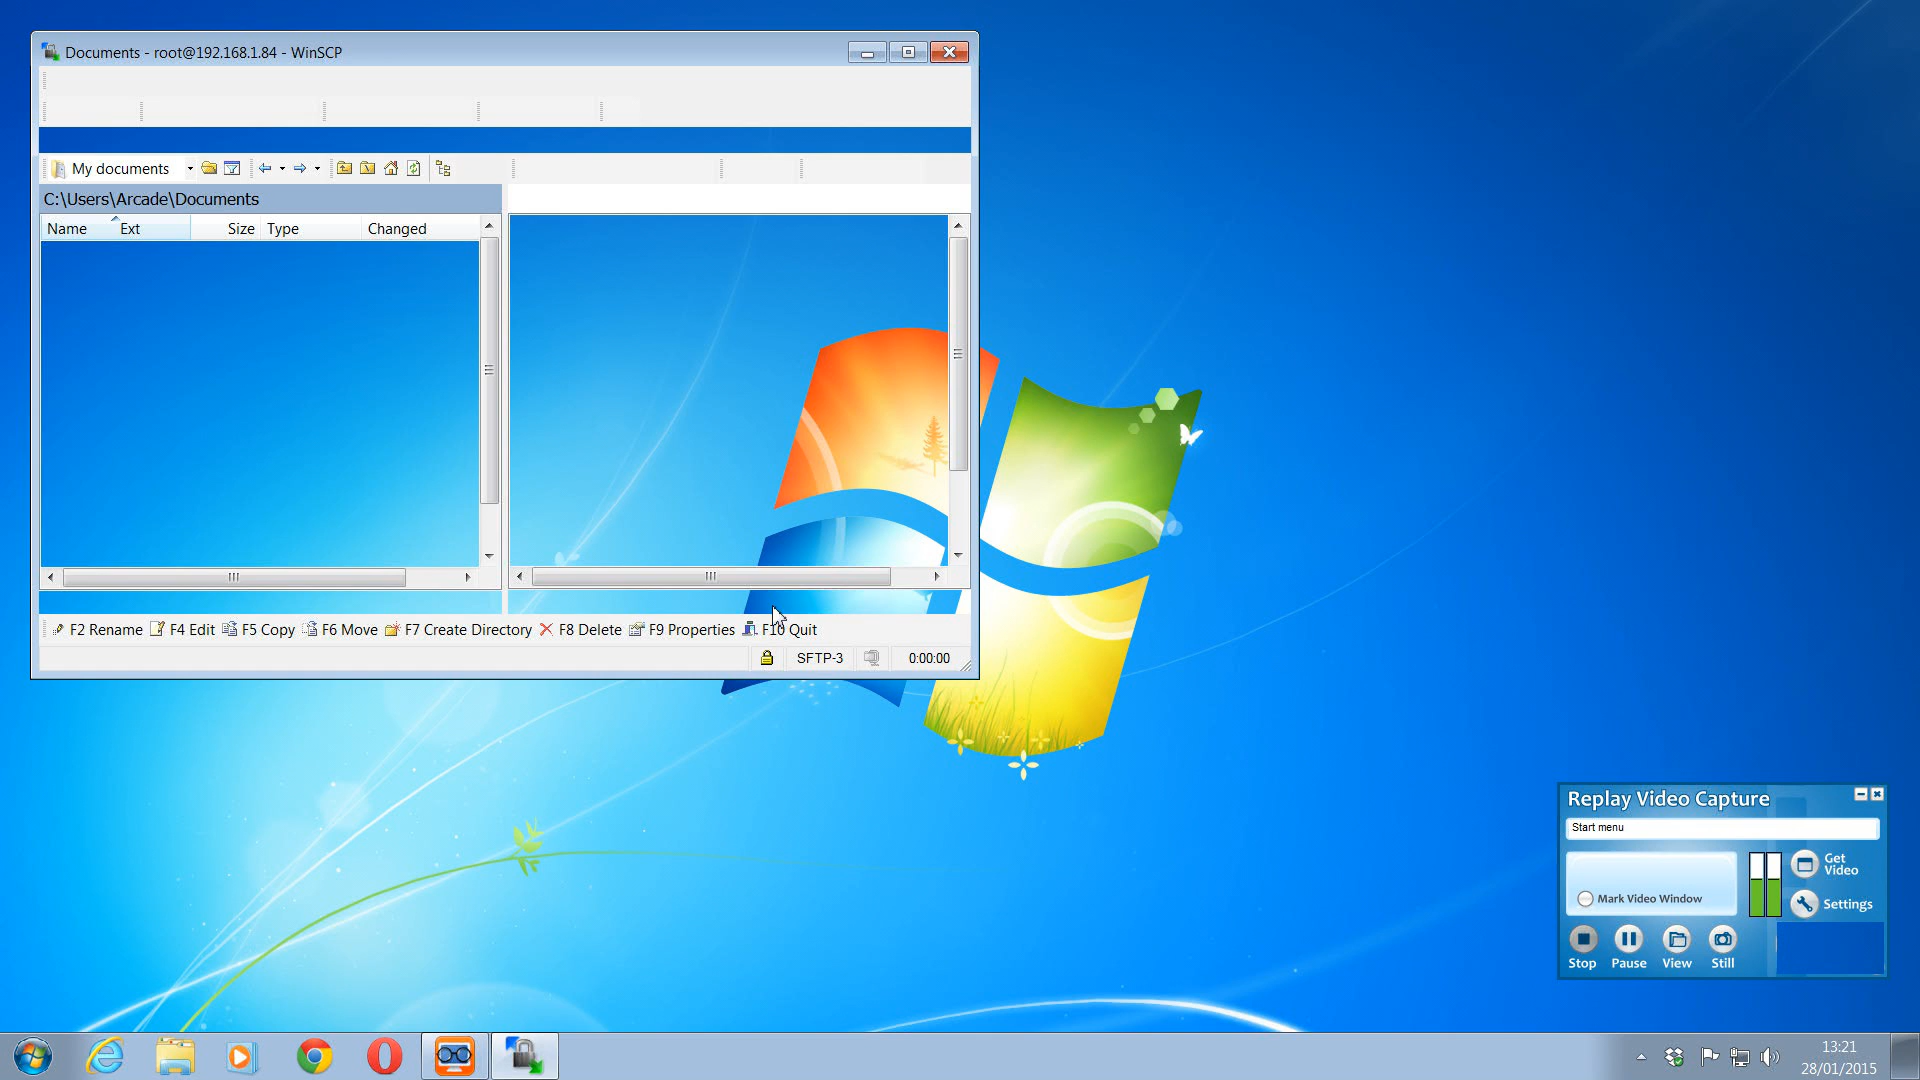 Documents - root@192.168.1.84 - WinSCP
My documents
C:\Users\Arcade\Documents
Name Ext Size Type Changed
F2 Rename F4 Edit F5 Copy F6 Move F7 Create Directory F8 Delete F9 Properties F10 Quit
SFTP-3 0:00:00
Replay Video Capture
Start menu
Get Video
Mark Video Window
Settings
Stop Pause View Still
13:21
28/01/2015